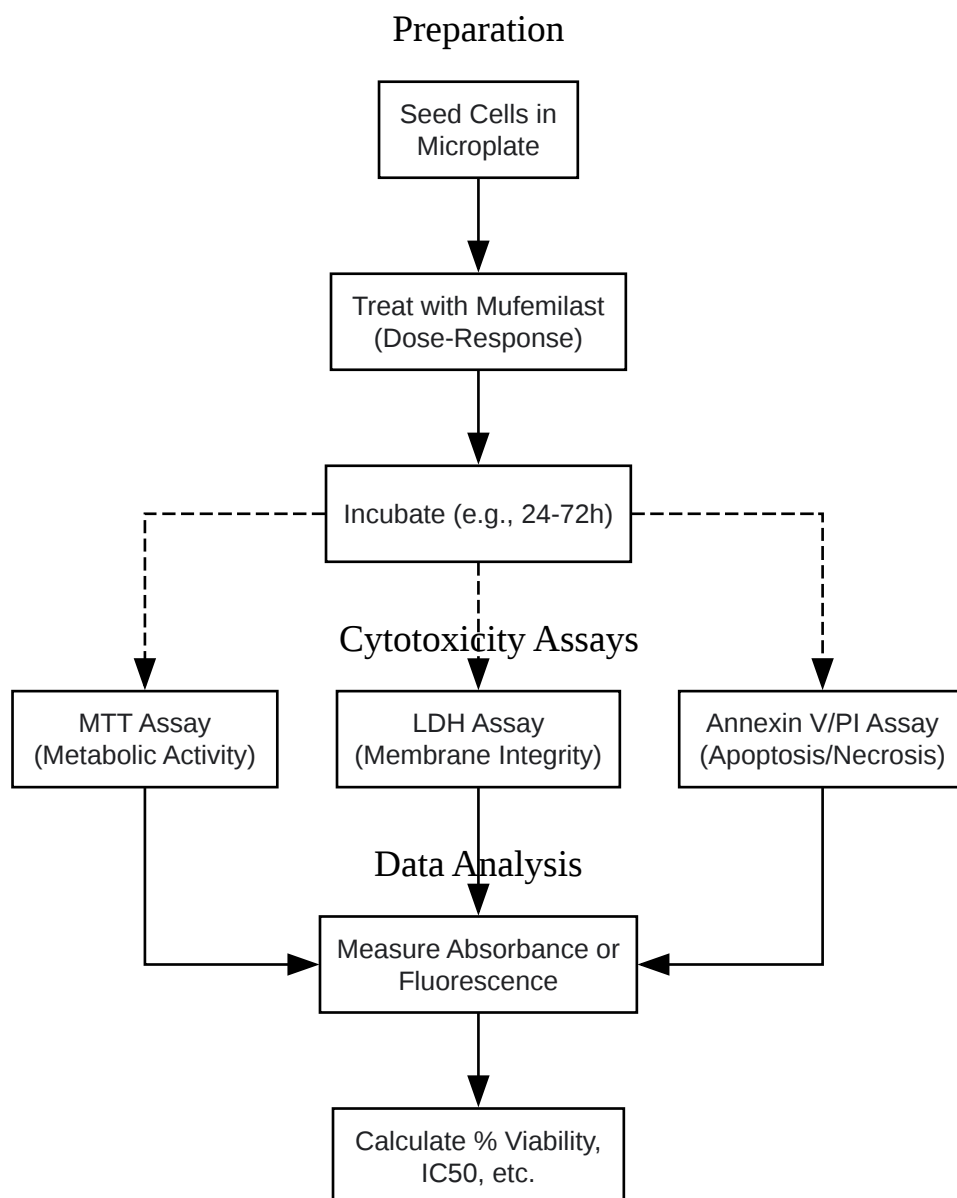 Preparation
Seed Cells in
Microplate
Treat with Mufemilast
(Dose-Response)
Incubate (e.g., 24-72h)
Cytotoxicity Assays
MTT Assay
(Metabolic Activity)
LDH Assay
(Membrane Integrity)
Annexin V/PI Assay
(Apoptosis/Necrosis)
Data Analysis
Measure Absorbance or
Fluorescence
Calculate % Viability,
IC50, etc.